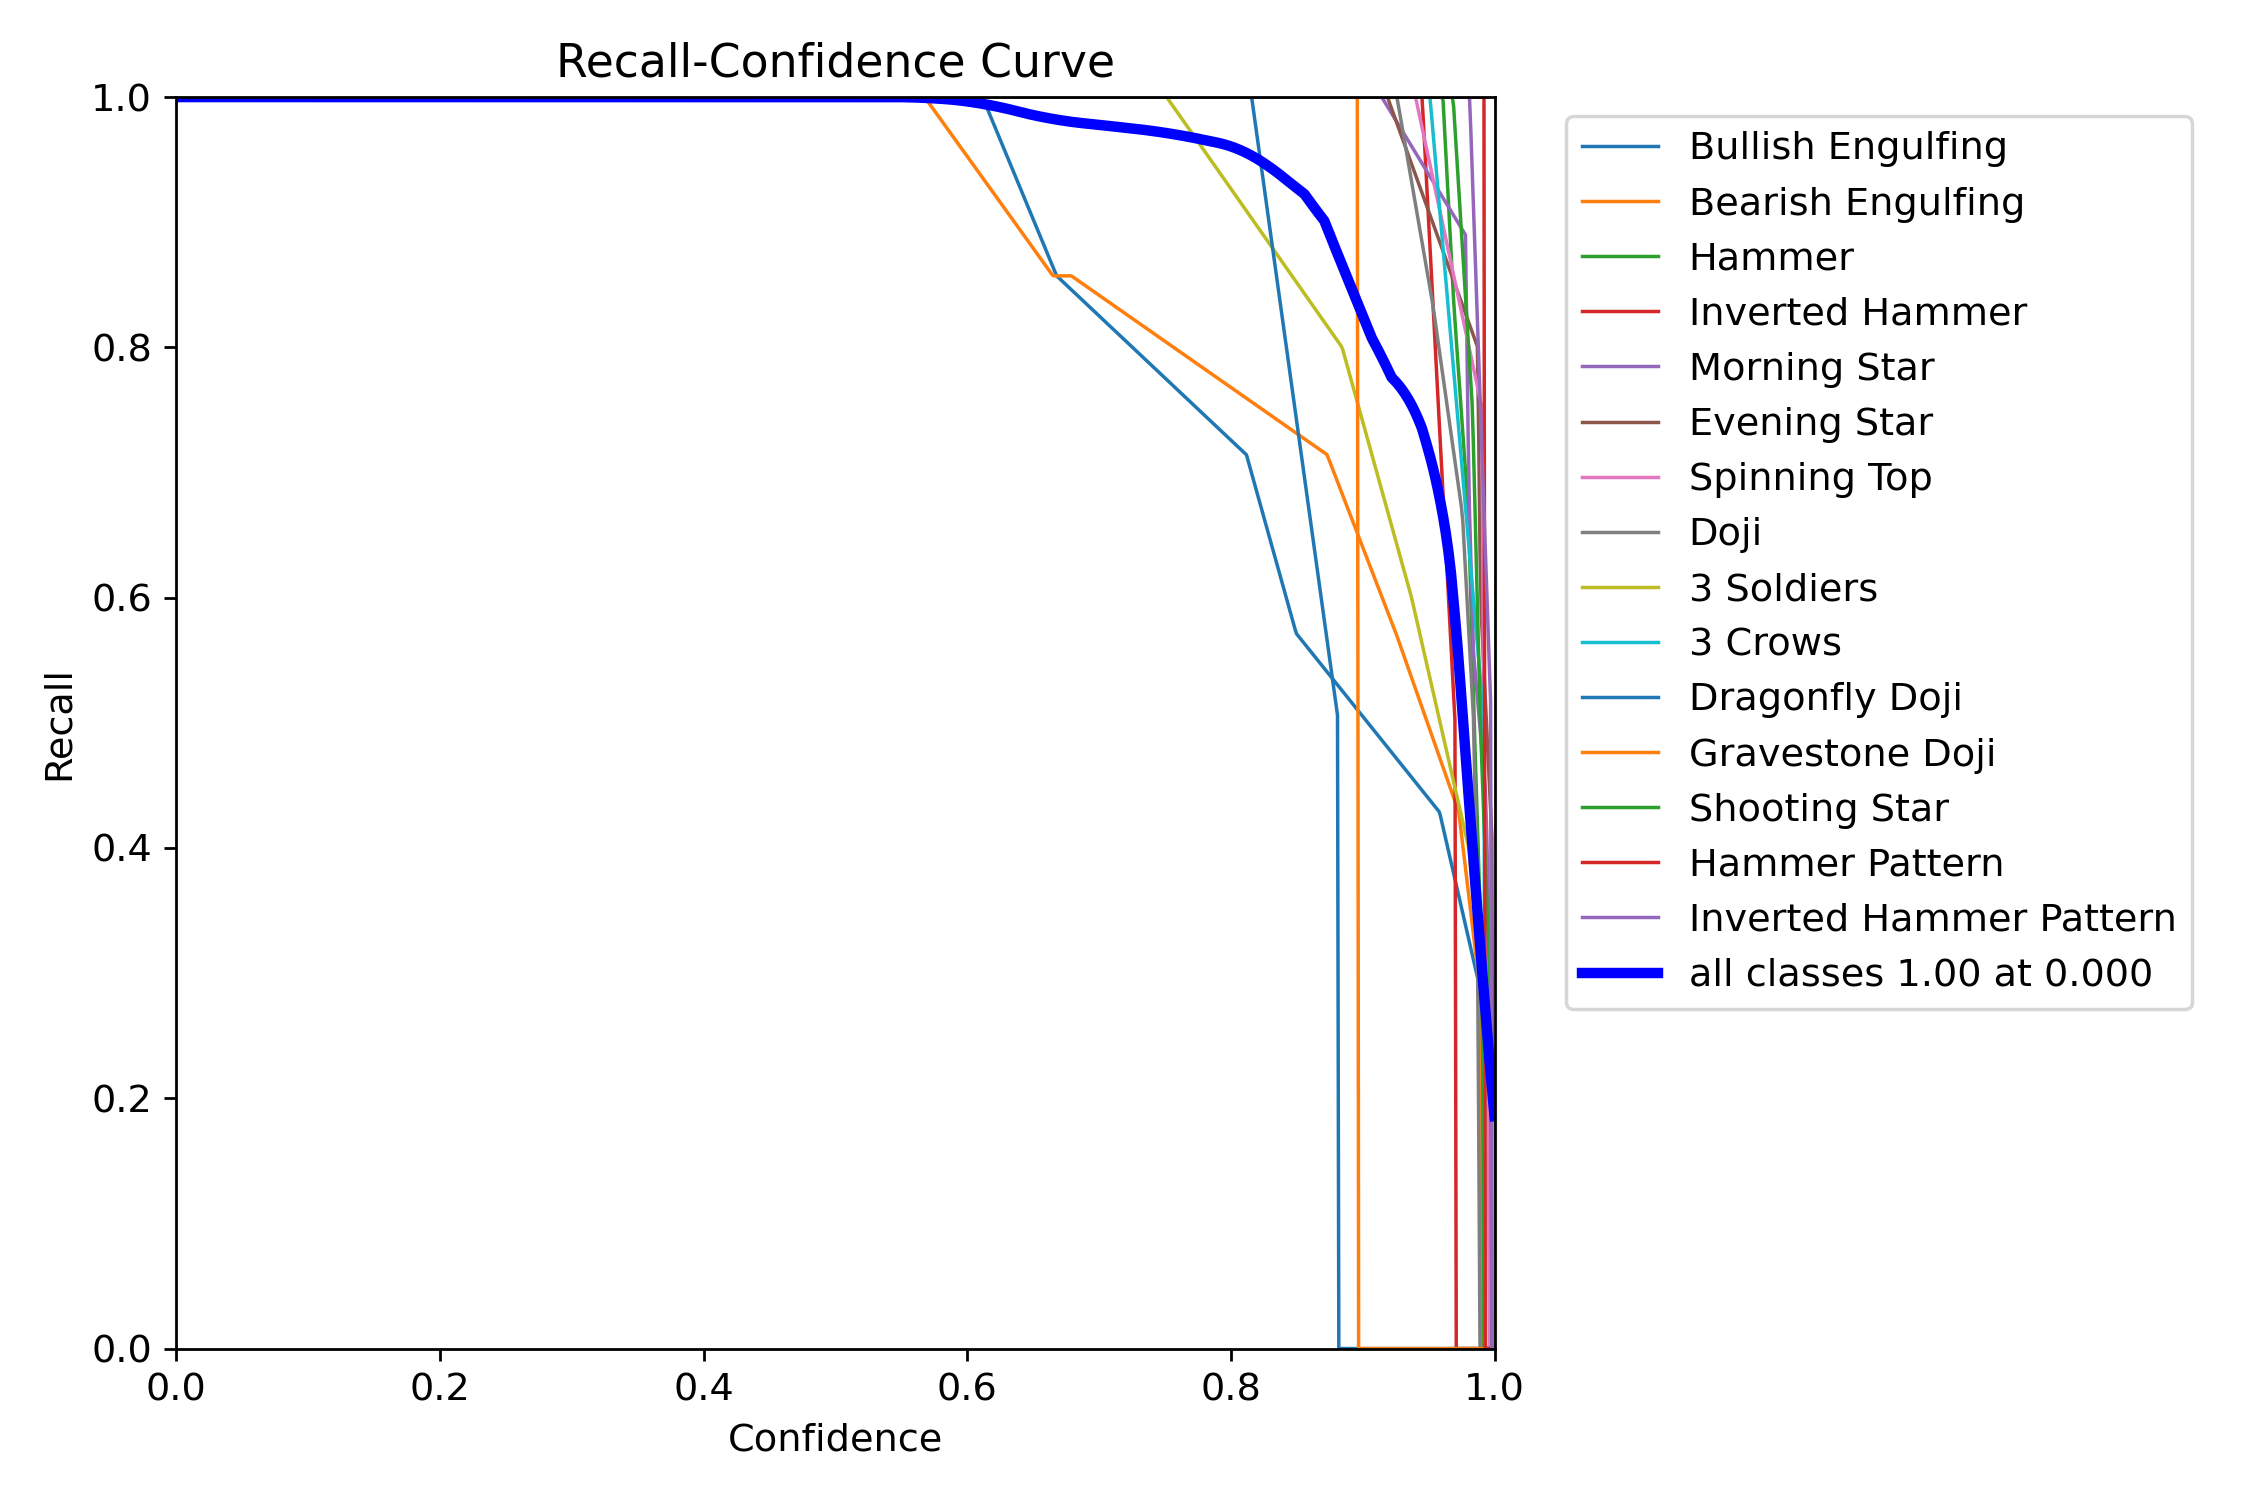 Recall-Confidence Curve
1.0
0.8
0.6
0.4
0.2
0.0
Recall
0.0 0.2 0.4 0.6 0.8 1.0
Confidence
Bullish Engulfing
Bearish Engulfing
Hammer
Inverted Hammer
Morning Star
Evening Star
Spinning Top
Doji
3 Soldiers
3 Crows
Dragonfly Doji
Gravestone Doji
Shooting Star
Hammer Pattern
Inverted Hammer Pattern
all classes 1.00 at 0.000